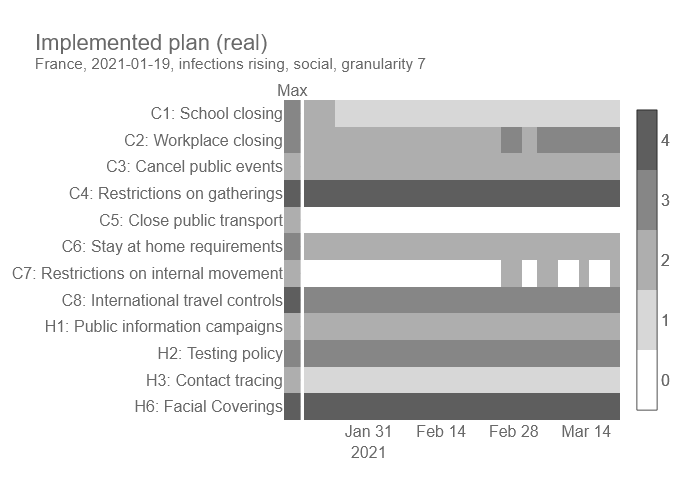 Implemented plan (real)
France, 2021-01-19, infections rising, social, granularity 7
Max
C1: School closing
C2: Workplace closing
C3: Cancel public events
C4: Restrictions on gatherings
C5: Close public transport
C6: Stay at home requirements
C7: Restrictions on internal movement
C8: International travel controls
H1: Public information campaigns
H2: Testing policy
H3: Contact tracing
H6: Facial Coverings
4
3
2
1
0
Jan 31 Feb 14 Feb 28 Mar 14
2021